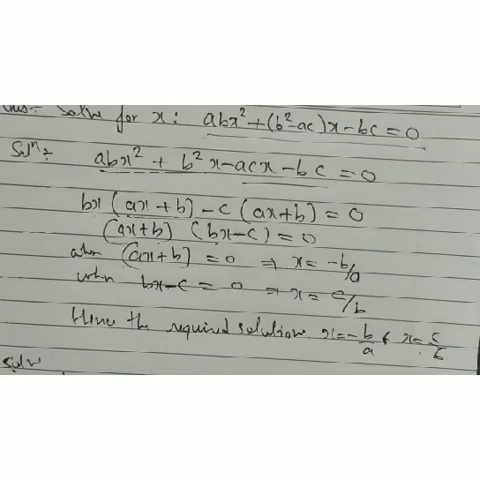 Solve for x: abx² + (b²-ac)x - bc = 0
Solⁿ:- abx² + b²x - acx - bc = 0
bx (ax + b) - c (ax+b) = 0
(ax+b) (bx-c) = 0
when (ax+b) = 0 ⇒ x = -b/a
when bx-c = 0 ⇒ x = c/b
Hence the required solution x = -b/a & x = c/b
Solv